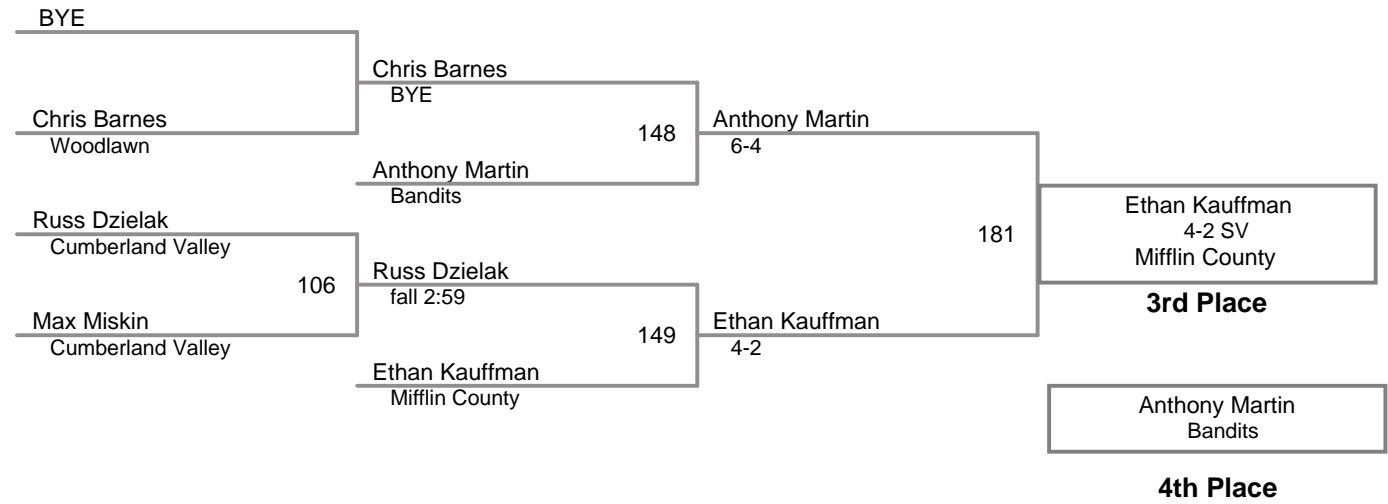 BYE
Chris Barnes
BYE
Chris Barnes
Woodlawn
148
Anthony Martin
6-4
Anthony Martin
Bandits
Russ Dzielak
Cumberland Valley
106
Russ Dzielak
fall 2:59
Max Miskin
Cumberland Valley
149
Ethan Kauffman
4-2
Ethan Kauffman
Mifflin County
181
Ethan Kauffman
4-2 SV
Mifflin County
3rd Place
Anthony Martin
Bandits
4th Place